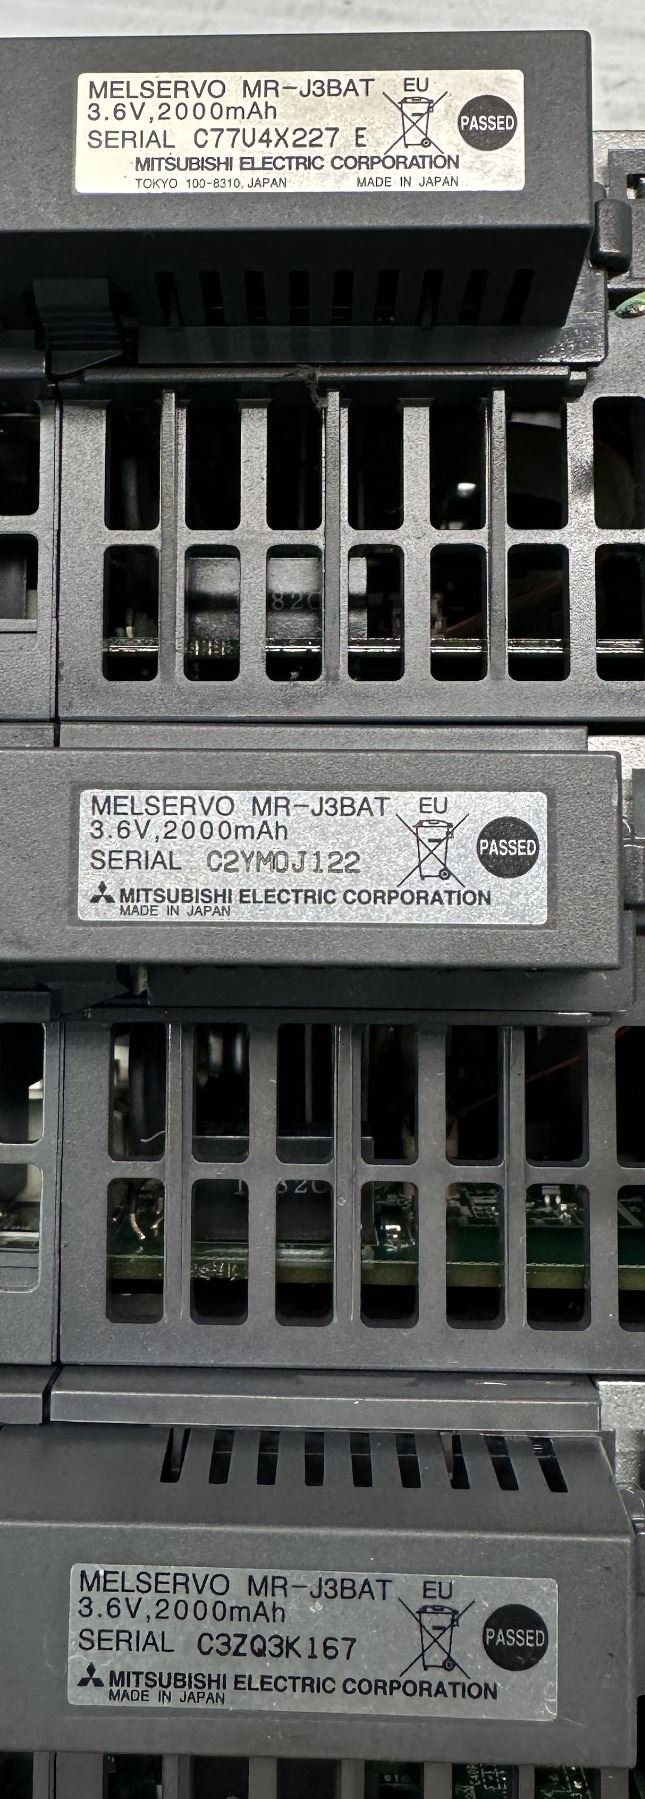 MELSERVO MR-J3BAT EU
3.6V,2000mAh
PASSED
SERIAL C77U4X227 E
MITSUBISHI ELECTRIC CORPORATION
TOKYO 100-8310, JAPAN MADE IN JAPAN
82C
MELSERVO MR-J3BAT EU
3.6V,2000mAh
PASSED
SERIAL C2YM0J122
MITSUBISHI ELECTRIC CORPORATION
MADE IN JAPAN
82C
MELSERVO MR-J3BAT EU
3.6V,2000mAh
PASSED
SERIAL C3ZQ3K167
MITSUBISHI ELECTRIC CORPORATION
MADE IN JAPAN